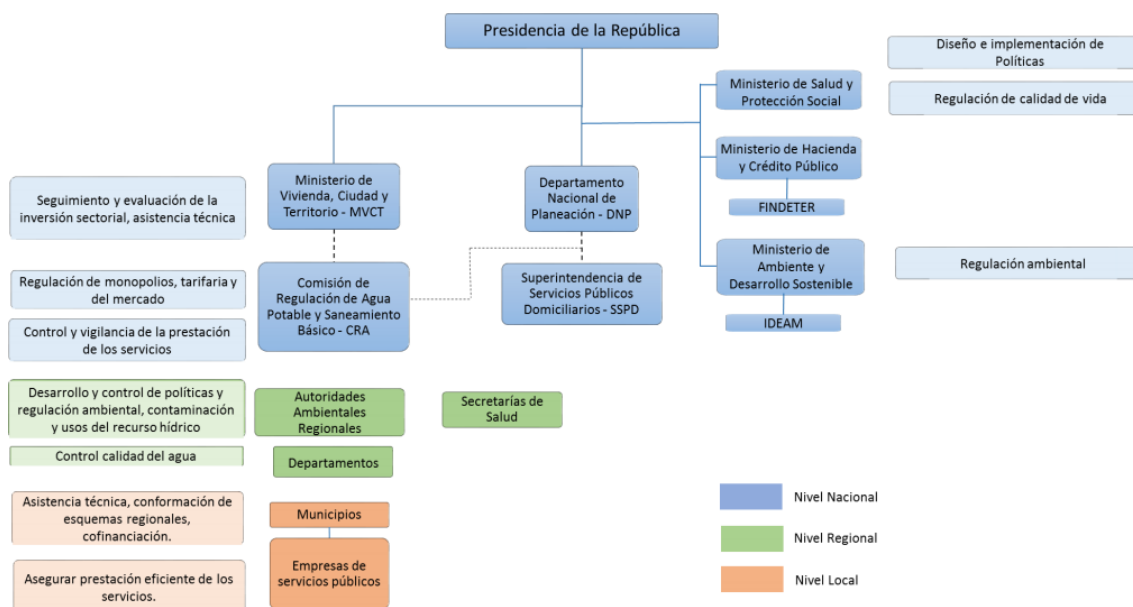 Presidencia de la República
Diseño e implementación de
Políticas
Ministerio de Salud y
Protección Social
Regulación de calidad de vida
Ministerio de Hacienda
y Crédito Público
FINDETER
Seguimiento y evaluación de la
inversión sectorial, asistencia técnica
Ministerio de
Vivienda, Ciudad y
Territorio - MVCT
Departamento
Nacional de
Planeación - DNP
Ministerio de
Ambiente y
Desarrollo Sostenible
Regulación ambiental
IDEAM
Regulación de monopolios, tarifaria y
del mercado
Comisión de
Regulación de Agua
Potable y Saneamiento
Básico - CRA
Superintendencia de
Servicios Públicos
Domiciliarios - SSPD
Control y vigilancia de la prestación
de los servicios
Desarrollo y control de políticas y
regulación ambiental, contaminación
y usos del recurso hídrico
Autoridades
Ambientales
Regionales
Secretarías de
Salud
Control calidad del agua
Departamentos
Asistencia técnica, conformación de
esquemas regionales,
cofinanciación.
Municipios
Asegurar prestación eficiente de los
servicios.
Empresas de
servicios públicos
Nivel Nacional
Nivel Regional
Nivel Local